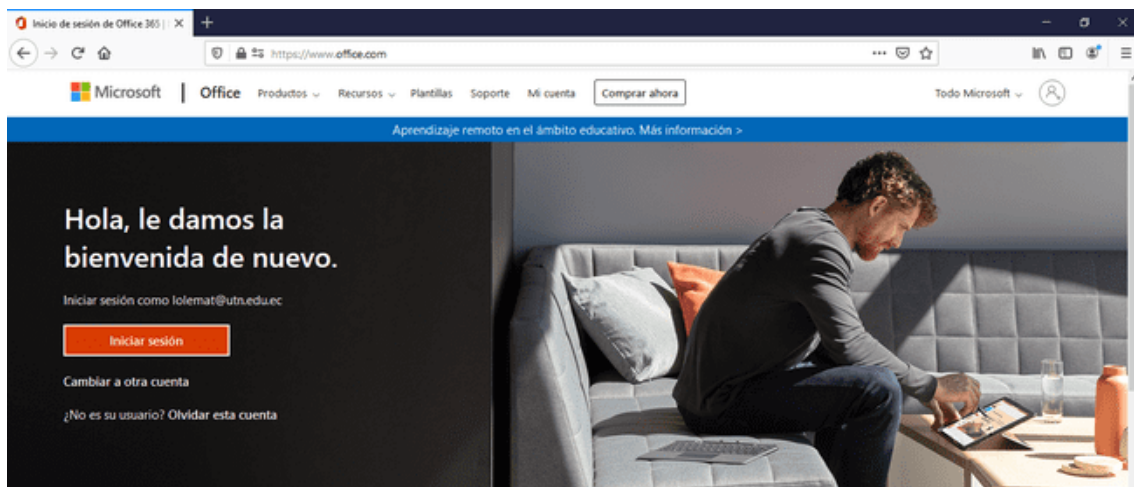 Inicio de sesión de Office 365 |
https://www.office.com
Microsoft | Office Productos Recursos Plantillas Soporte Mi cuenta Comprar ahora Todo Microsoft
Aprendizaje remoto en el ámbito educativo. Más información >
Hola, le damos la
bienvenida de nuevo.
Iniciar sesión como lolemat@utn.edu.ec
Iniciar sesión
Cambiar a otra cuenta
¿No es su usuario? Olvidar esta cuenta